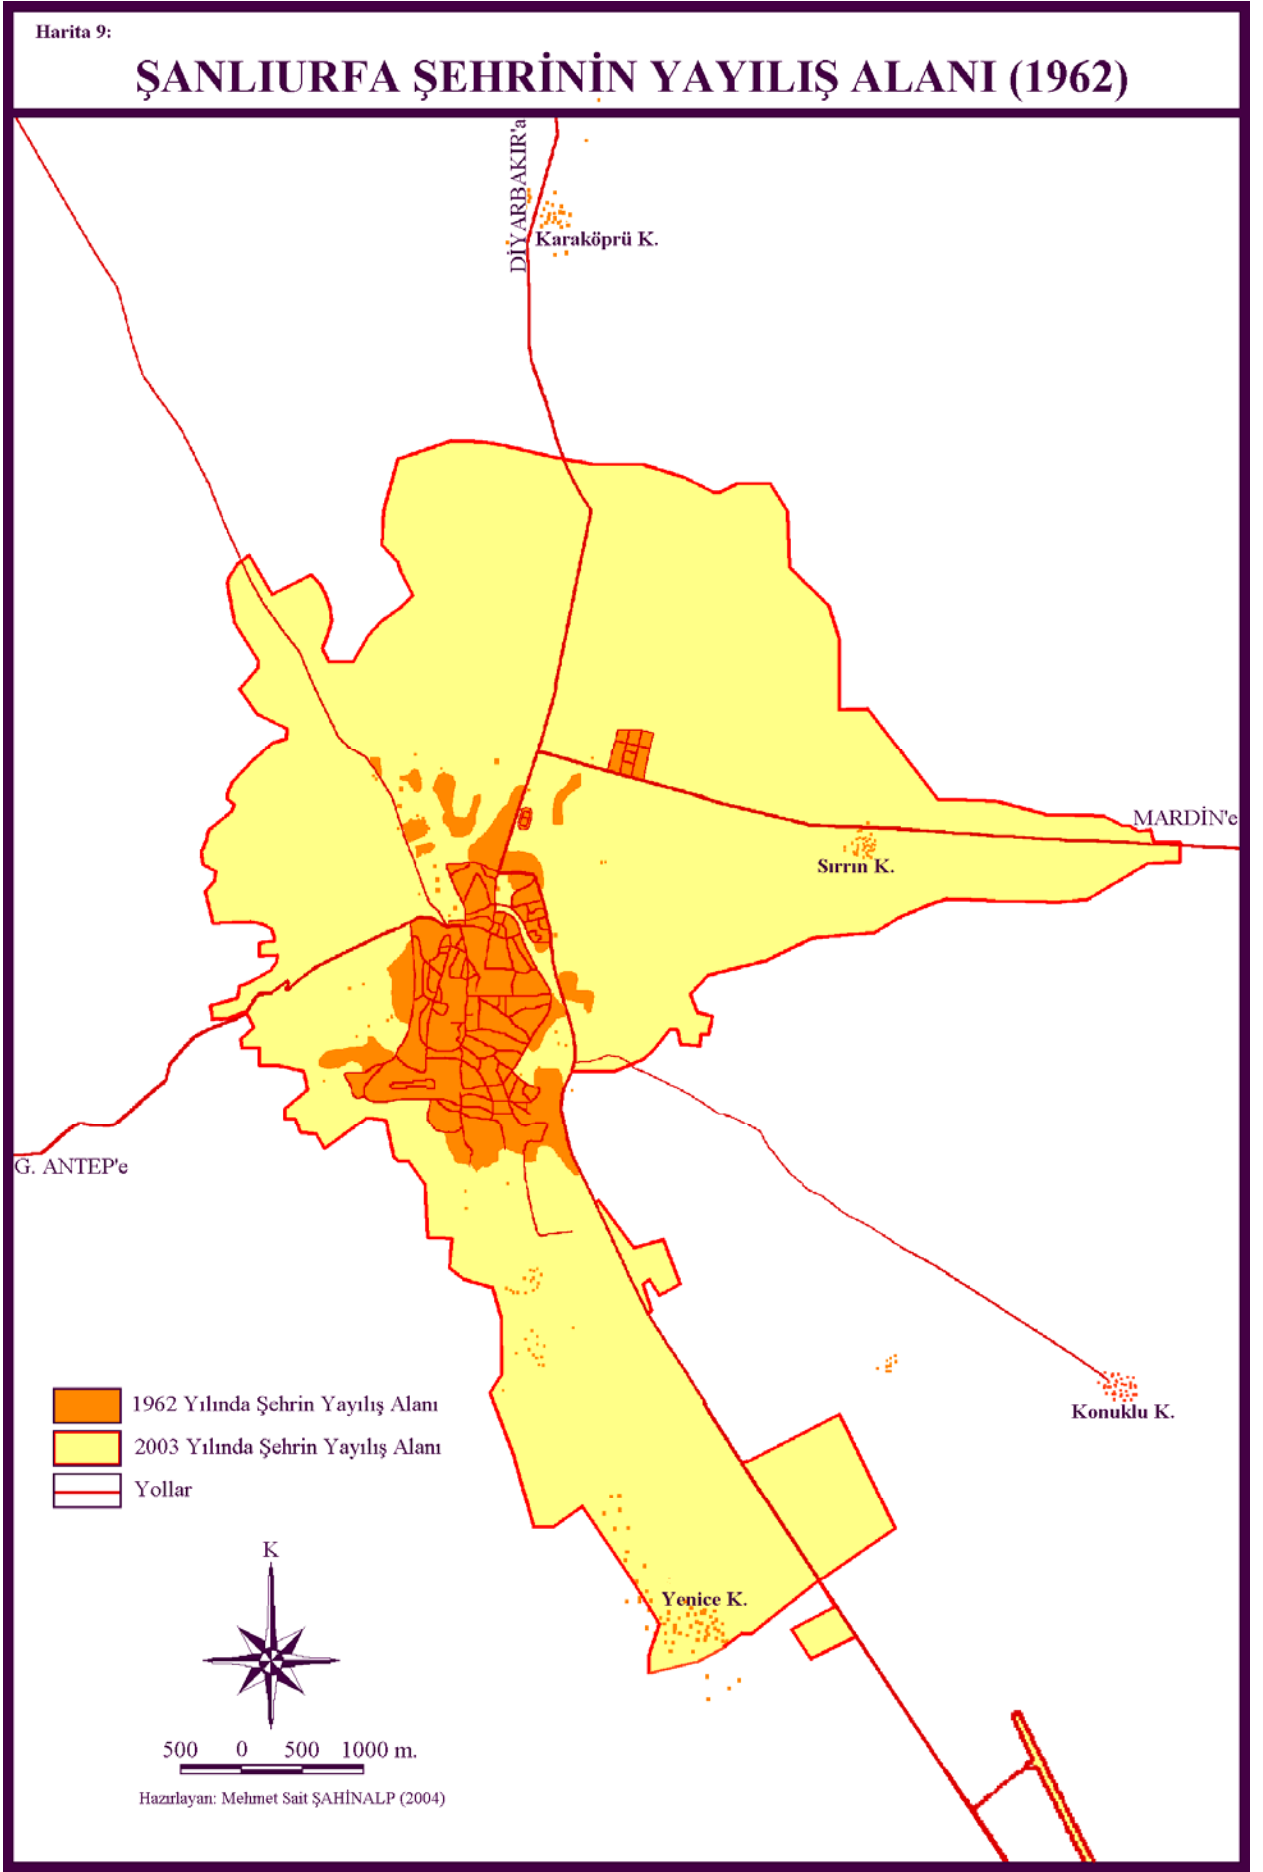 Harita 9:
ŞANLIURFA ŞEHRİNİN YAYILIŞ ALANI (1962)
DİYARBAKIR'a
Karaköprü K.
MARDİN'e
Sırrın K.
G. ANTEP'e
1962 Yılında Şehrin Yayılış Alanı
2003 Yılında Şehrin Yayılış Alanı
Yollar
Konuklu K.
K
Yenice K.
500 0 500 1000 m.
Hazırlayan: Mehmet Sait ŞAHİNALP (2004)